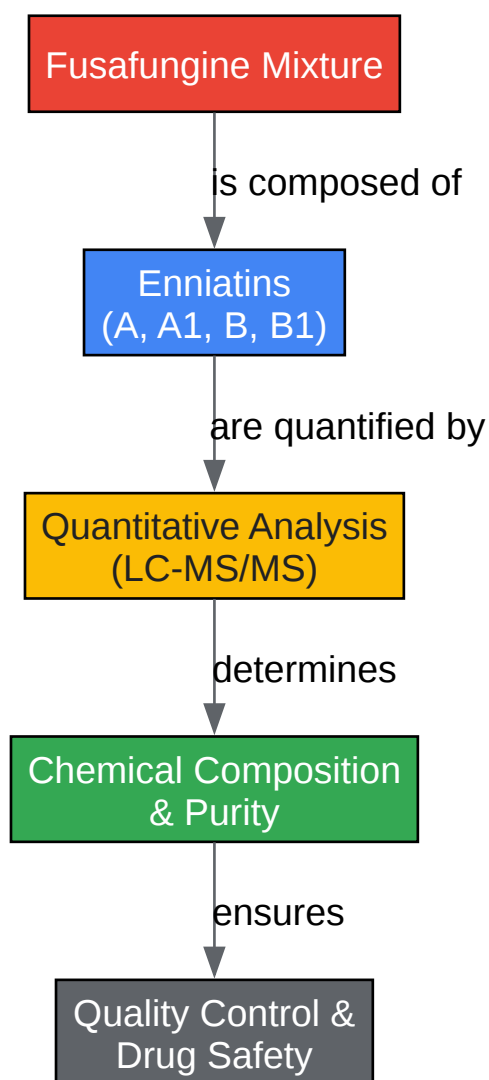 Fusafungine Mixture
is composed of
Enniatins
(A, A1, B, B1)
are quantified by
Quantitative Analysis
(LC-MS/MS)
determines
Chemical Composition
& Purity
ensures
Quality Control &
Drug Safety